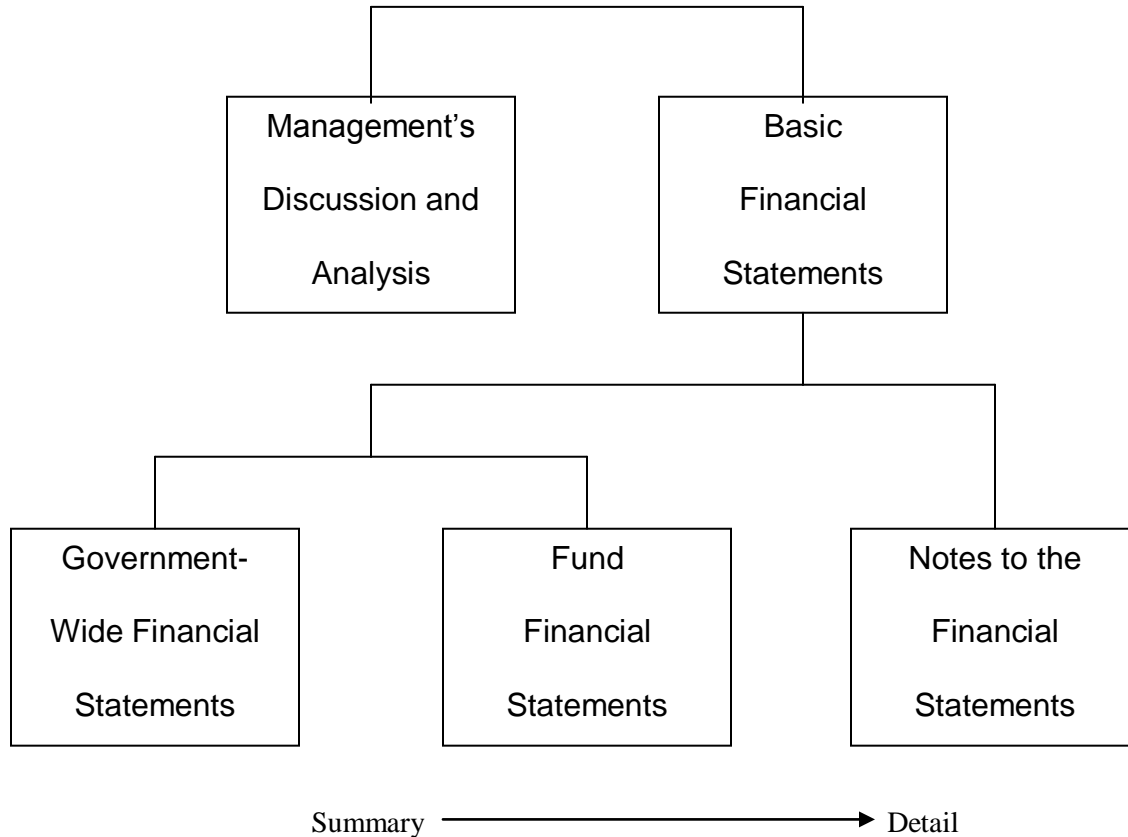 Management’s
Discussion and
Analysis
Basic
Financial
Statements
Government-
Wide Financial
Statements
Fund
Financial
Statements
Notes to the
Financial
Statements
Summary
Detail